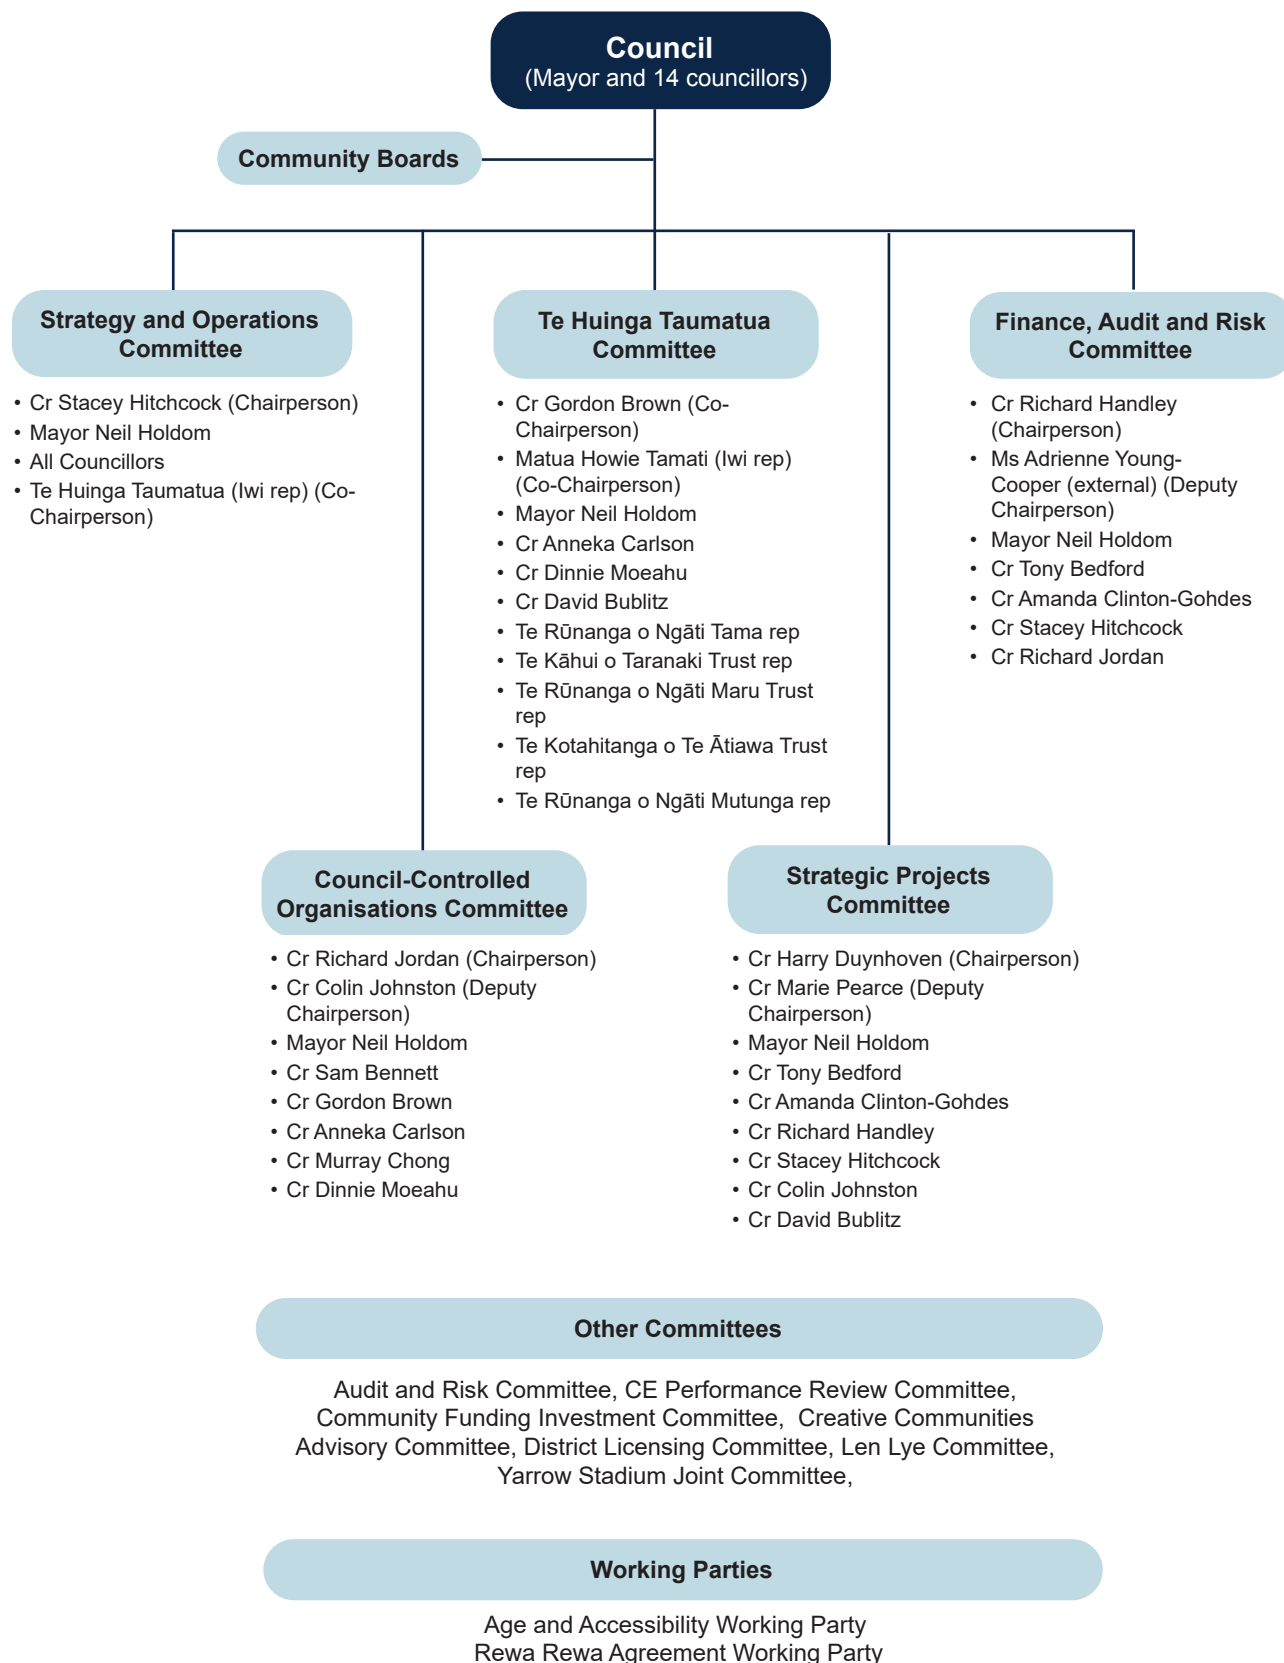 Council
(Mayor and 14 councillors)
Community Boards
Strategy and Operations
Committee
• Cr Stacey Hitchcock (Chairperson)
• Mayor Neil Holdom
• All Councillors
• Te Huinga Taumatua (Iwi rep) (Co-
Chairperson)
Te Huinga Taumatua
Committee
• Cr Gordon Brown (Co-
Chairperson)
• Matua Howie Tamati (Iwi rep)
(Co-Chairperson)
• Mayor Neil Holdom
• Cr Anneka Carlson
• Cr Dinnie Moeahu
• Cr David Bublitz
• Te Rūnanga o Ngāti Tama rep
• Te Kāhui o Taranaki Trust rep
• Te Rūnanga o Ngāti Maru Trust
rep
• Te Kotahitanga o Te Ātiawa Trust
rep
• Te Rūnanga o Ngāti Mutunga rep
Finance, Audit and Risk
Committee
• Cr Richard Handley
(Chairperson)
• Ms Adrienne Young-
Cooper (external) (Deputy
Chairperson)
• Mayor Neil Holdom
• Cr Tony Bedford
• Cr Amanda Clinton-Gohdes
• Cr Stacey Hitchcock
• Cr Richard Jordan
Council-Controlled
Organisations Committee
• Cr Richard Jordan (Chairperson)
• Cr Colin Johnston (Deputy
Chairperson)
• Mayor Neil Holdom
• Cr Sam Bennett
• Cr Gordon Brown
• Cr Anneka Carlson
• Cr Murray Chong
• Cr Dinnie Moeahu
Strategic Projects
Committee
• Cr Harry Duynhoven (Chairperson)
• Cr Marie Pearce (Deputy
Chairperson)
• Mayor Neil Holdom
• Cr Tony Bedford
• Cr Amanda Clinton-Gohdes
• Cr Richard Handley
• Cr Stacey Hitchcock
• Cr Colin Johnston
• Cr David Bublitz
Other Committees
Audit and Risk Committee, CE Performance Review Committee,
Community Funding Investment Committee,  Creative Communities
Advisory Committee, District Licensing Committee, Len Lye Committee,
Yarrow Stadium Joint Committee,
Working Parties
Age and Accessibility Working Party
Rewa Rewa Agreement Working Party